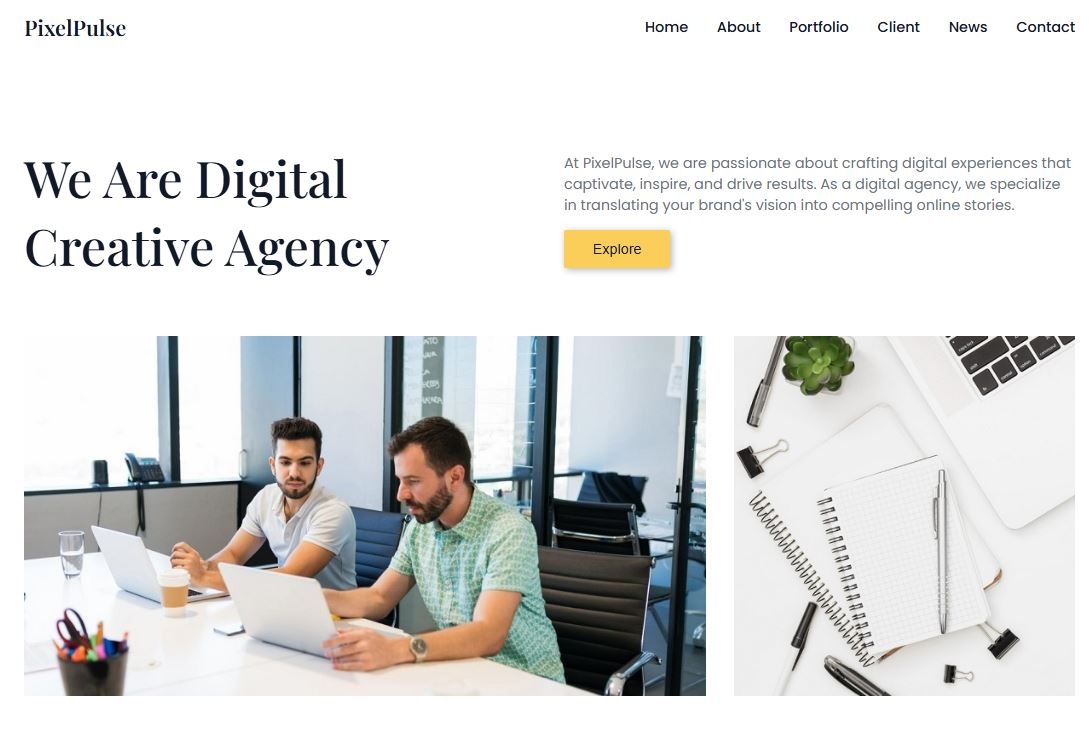 PixelPulse
Home About Portfolio Client News Contact
We Are Digital
Creative Agency
At PixelPulse, we are passionate about crafting digital experiences that
captivate, inspire, and drive results. As a digital agency, we specialize
in translating your brand's vision into compelling online stories.
Explore